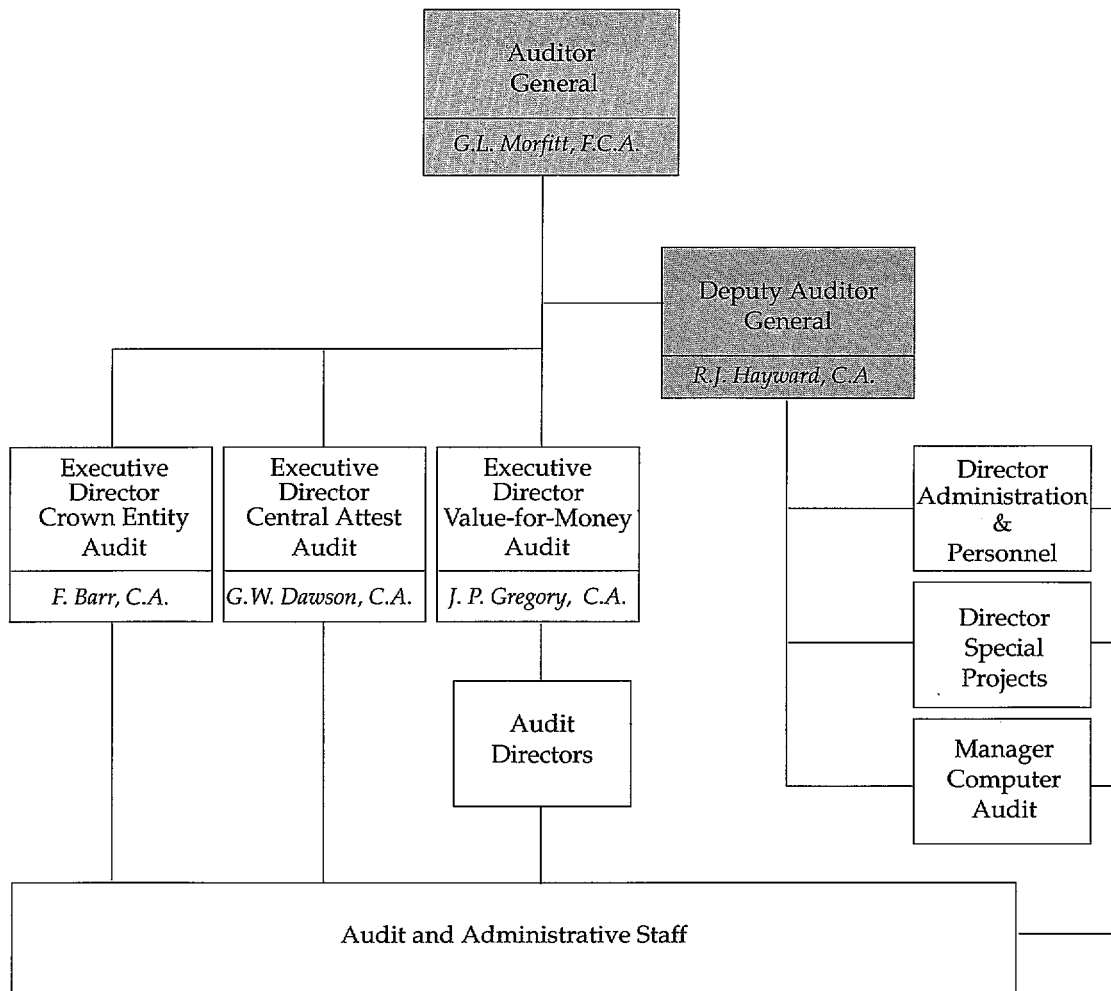 Auditor
General
G.L. Morfitt, F.C.A.
Deputy Auditor
General
R.J. Hayward, C.A.
Executive
Director
Crown Entity
Audit
F. Barr, C.A.
Executive
Director
Central Attest
Audit
G.W. Dawson, C.A.
Executive
Director
Value-for-Money
Audit
J. P. Gregory, C.A.
Director
Administration
&
Personnel
Director
Special
Projects
Manager
Computer
Audit
Audit
Directors
Audit and Administrative Staff